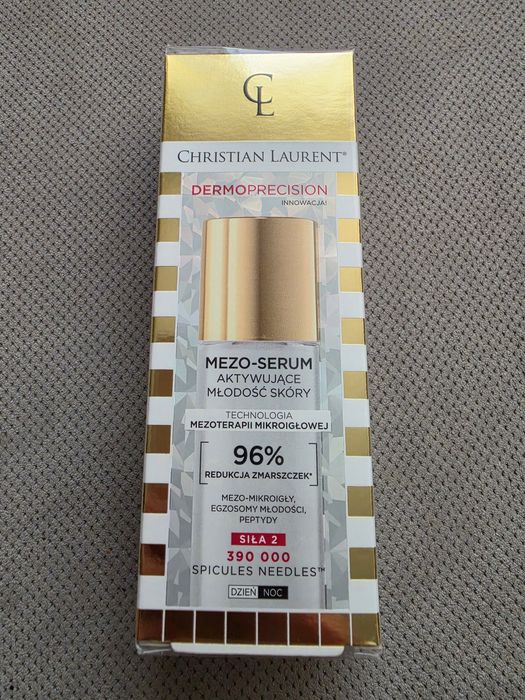 CL
CHRISTIAN LAURENT®
DERMOPRECISION
INNOWACJA!
MEZO-SERUM
AKTYWUJĄCE
MŁODOŚĆ SKÓRY
TECHNOLOGIA
MEZOTERAPII MIKROIGŁOWEJ
96%
REDUKCJA ZMARSZCZEK*
MEZO-MIKROIGŁY,
EGZOSOMY MŁODOŚCI,
PEPTYDY
SIŁA 2
390 000
SPICULES NEEDLES™
DZIEŃ NOC